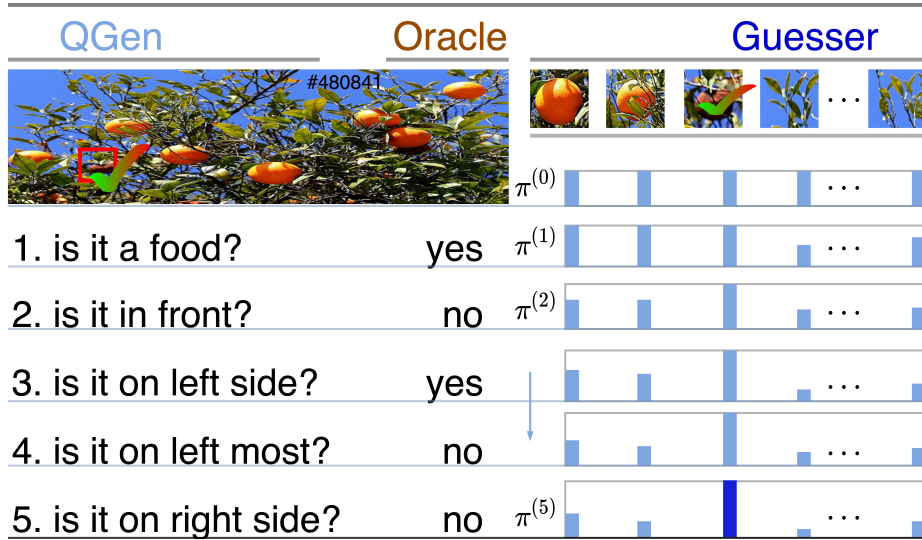 QGen Oracle Guesser
#480841
π(0)
1. is it a food? yes π(1) ...
2. is it in front? no π(2) ...
3. is it on left side? yes ...
4. is it on left most? no ...
5. is it on right side? no π(5) ...